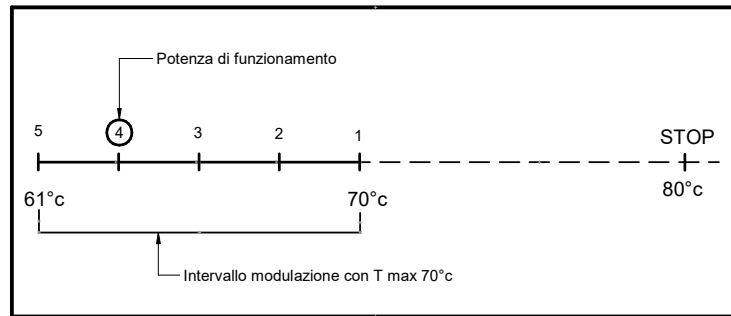 Potenza di funzionamento
5 4 3 2 1 STOP
61°c 70°c 80°c
Intervallo modulazione con T max 70°c